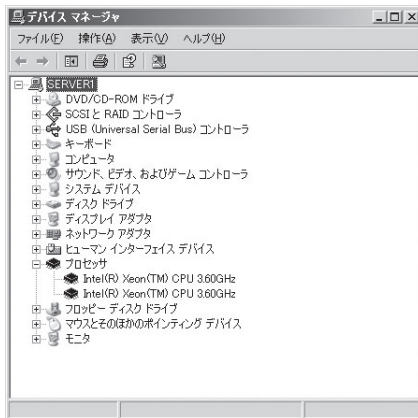 デバイス マネージャ
ファイル(F) 操作(A) 表示(V) ヘルプ(H)
SERVER1
DVD/CD-ROM ドライブ
SCSI と RAID コントローラ
USB (Universal Serial Bus) コントローラ
キーボード
コンピュータ
サウンド、ビデオ、およびゲーム コントローラ
システム デバイス
ディスク ドライブ
ディスプレイ アダプタ
ネットワーク アダプタ
ヒューマン インターフェイス デバイス
プロセッサ
Intel(R) Xeon(TM) CPU 3.60GHz
Intel(R) Xeon(TM) CPU 3.60GHz
フロッピー ディスク ドライブ
マウスとそのほかのポインティング デバイス
モニタ